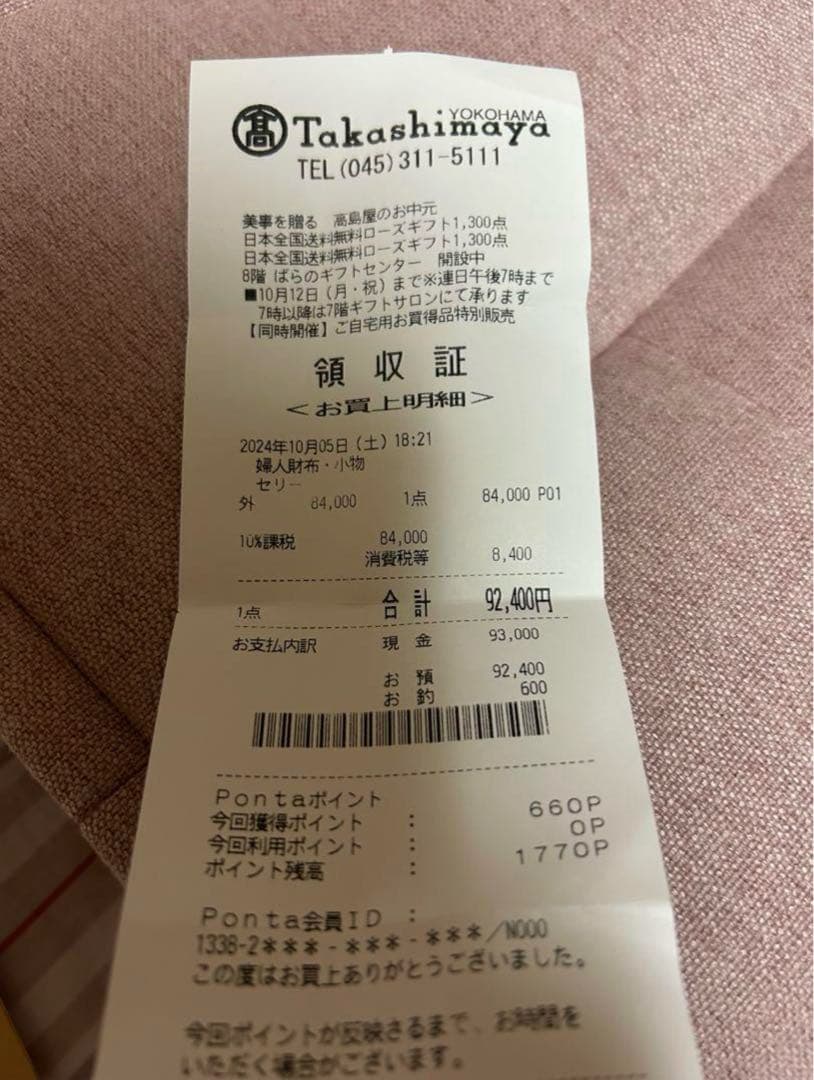 高 Takashimaya YOKOHAMA
TEL(045)311-5111
美事を贈る 高島屋のお中元
日本全国送料無料ローズギフト1,300点
日本全国送料無料ローズギフト1,300点
8階 ばらのギフトセンター 開設中
■10月12日(月・祝)まで※連日午後7時まで
7時以降は7階ギフトサロンにて承ります
【同時開催】ご自宅用お買得品特別販売
領収証
<お買上明細>
2024年10月05日(土)18:21
婦人財布・小物
セリー
外 84,000 1点 84,000 P01
10%課税 84,000
消費税等 8,400
1点 合計 92,400円
お支払内訳 現金 93,000
お預 92,400
お釣 600
Pontaポイント
今回獲得ポイント : 660P
今回利用ポイント : 0P
ポイント残高 : 1770P
Ponta会員ID :
1338-2***-***-***/N000
この度はお買上ありがとうございました。
今回ポイントが反映さるまで、お時間を
いただく場合がございます。